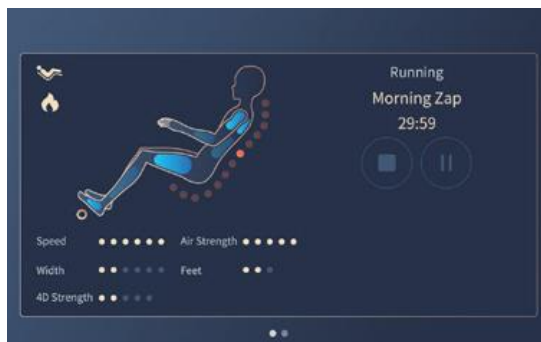 Running
Morning Zap
29:59
Speed
Air Strength
Width
Feet
4D Strength